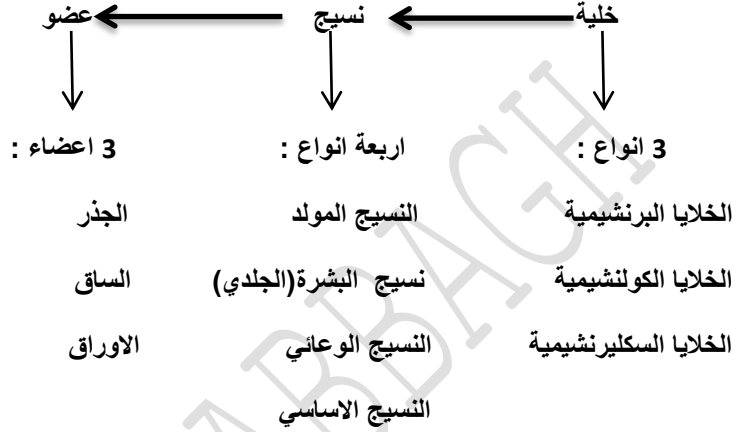 خلية نسيج عضو
3 انواع : اربعة انواع : 3 اعضاء :
الخلايا البرنشيمية النسيج المولد الجذر
الخلايا الكولنشيمية نسيج البشرة(الجلدي) الساق
الخلايا السكليرنشيمية النسيج الوعائي الاوراق
النسيج الاساسي
ABBAGH